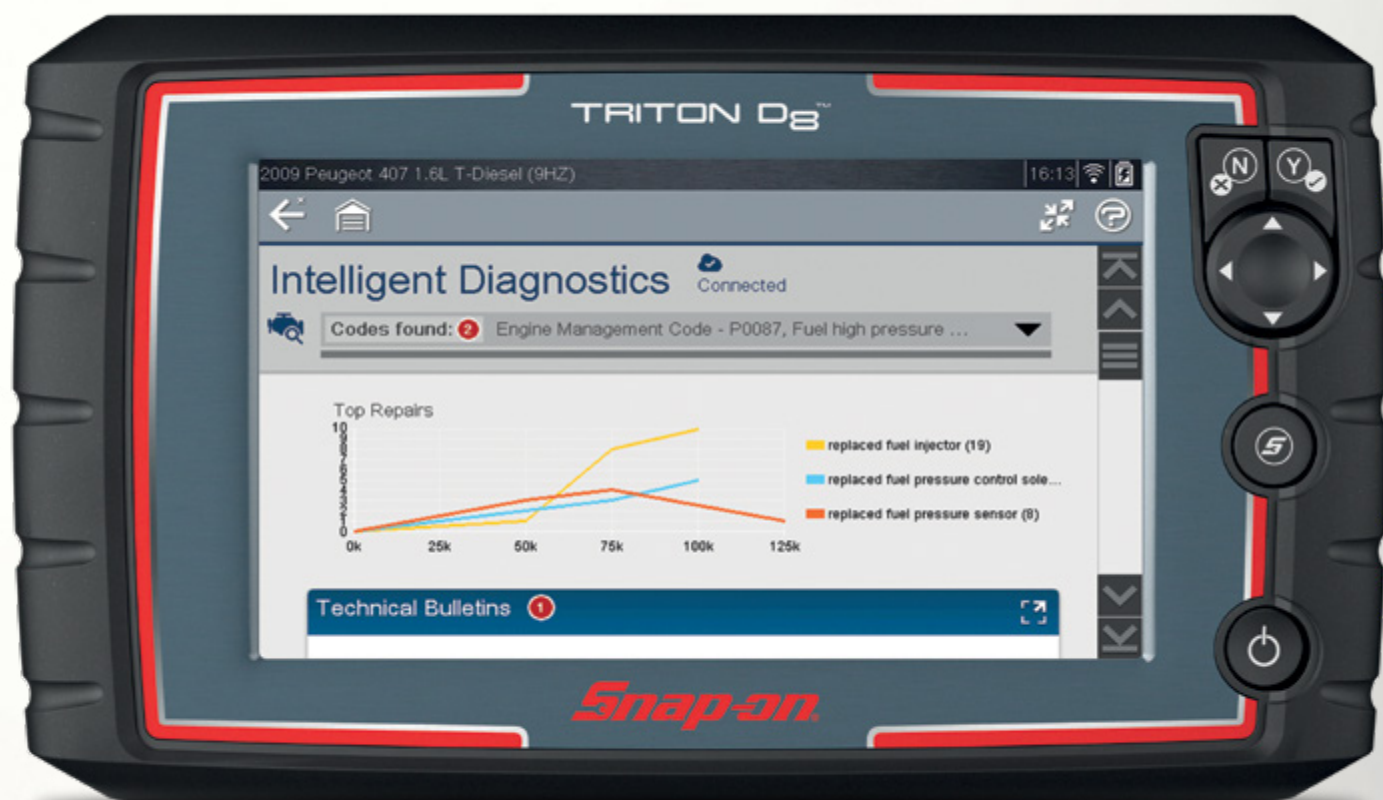 TRITON D8™
2009 Peugeot 407 1.6L T-Diesel (9HZ)
16:13
N
Y
Intelligent Diagnostics
Connected
Codes found: 2
Engine Management Code - P0087, Fuel high pressure ...
Top Repairs
10
9
8
7
6
5
4
3
2
1
0
0k 25k 50k 75k 100k 125k
replaced fuel injector (19)
replaced fuel pressure control sole...
replaced fuel pressure sensor (8)
S
Technical Bulletins 1
Snap-on